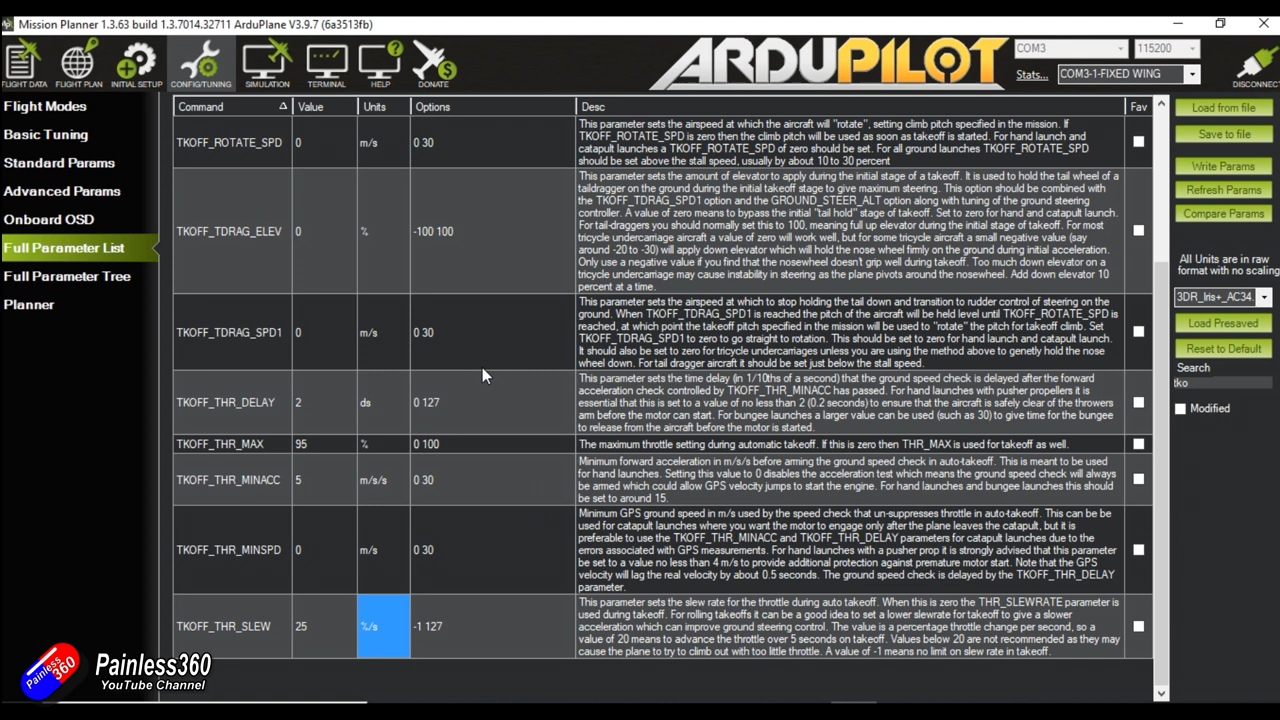 Mission Planner 1.3.63 build 1.3.7014.32711 ArduPlane V3.9.7 (6a3513fb)
FLIGHT DATA
FLIGHT PLAN
INITIAL SETUP
CONFIG/TUNING
SIMULATION
TERMINAL
HELP
DONATE
ARDUPILOT
COM3
115200
Stats...
COM3-1-FIXED WING
DISCONNECT
Flight Modes
Basic Tuning
Standard Params
Advanced Params
Onboard OSD
Full Parameter List
Full Parameter Tree
Planner
Command Value Units Options Desc Fav
TKOFF_ROTATE_SPD 0 m/s 0 30
This parameter sets the airspeed at which the aircraft will "rotate", setting climb pitch specified in the mission. If
TKOFF_ROTATE_SPD is zero then the climb pitch will be used as soon as takeoff is started. For hand launch and
catapult launches a TKOFF_ROTATE_SPD of zero should be set. For all ground launches TKOFF_ROTATE_SPD
should be set above the stall speed, usually by about 10 to 30 percent
TKOFF_TDRAG_ELEV 0 % -100 100
This parameter sets the amount of elevator to apply during the initial stage of a takeoff. It is used to hold the tail wheel of a
taildragger on the ground during the initial takeoff stage to give maximum steering. This option should be combined with
the TKOFF_TDRAG_SPD1 option and the GROUND_STEER_ALT option along with tuning of the ground steering
controller. A value of zero means to bypass the initial "tail hold" stage of takeoff. Set to zero for hand and catapult launch.
For tail-draggers you should normally set this to 100, meaning full up elevator during the initial stage of takeoff. For most
tricycle undercarriage aircraft a value of zero will work well, but for some tricycle aircraft a small negative value (say
around -20 to -30) will apply down elevator which will hold the nose wheel firmly on the ground during initial acceleration.
Only use a negative value if you find that the nosewheel doesn't grip well during takeoff. Too much down elevator on a
tricycle undercarriage may cause instability in steering as the plane pivots around the nosewheel. Add down elevator 10
percent at a time.
TKOFF_TDRAG_SPD1 0 m/s 0 30
This parameter sets the airspeed at which to stop holding the tail down and transition to rudder control of steering on the
ground. When TKOFF_TDRAG_SPD1 is reached the pitch of the aircraft will be held level until TKOFF_ROTATE_SPD is
reached, at which point the takeoff pitch specified in the mission will be used to "rotate" the pitch for takeoff climb. Set
TKOFF_TDRAG_SPD1 to zero to go straight to rotation. This should be set to zero for hand launch and catapult launch.
It should also be set to zero for tricycle undercarriages unless you are using the method above to genetly hold the nose
wheel down. For tail dragger aircraft it should be set just below the stall speed.
TKOFF_THR_DELAY 2 ds 0 127
This parameter sets the time delay (in 1/10ths of a second) that the ground speed check is delayed after the forward
acceleration check controlled by TKOFF_THR_MINACC has passed. For hand launches with pusher propellers it is
essential that this is set to a value of no less than 2 (0.2 seconds) to ensure that the aircraft is safely clear of the throwers
arm before the motor can start. For bungee launches a larger value can be used (such as 30) to give time for the bungee
to release from the aircraft before the motor is started.
TKOFF_THR_MAX 95 % 0 100
The maximum throttle setting during automatic takeoff. If this is zero then THR_MAX is used for takeoff as well.
TKOFF_THR_MINACC 5 m/s/s 0 30
Minimum forward acceleration in m/s/s before arming the ground speed check in auto-takeoff. This is meant to be used
for hand launches. Setting this value to 0 disables the acceleration test which means the ground speed check will always
be armed which could allow GPS velocity jumps to start the engine. For hand launches and bungee launches this should
be set to around 15.
TKOFF_THR_MINSPD 0 m/s 0 30
Minimum GPS ground speed in m/s used by the speed check that un-suppresses throttle in auto-takeoff. This can be be
used for catapult launches where you want the motor to engage only after the plane leaves the catapult, but it is
preferable to use the TKOFF_THR_MINACC and TKOFF_THR_DELAY parameters for catapult launches due to the
errors associated with GPS measurements. For hand launches with a pusher prop it is strongly advised that this parameter
be set to a value no less than 4 m/s to provide additional protection against premature motor start. Note that the GPS
velocity will lag the real velocity by about 0.5 seconds. The ground speed check is delayed by the TKOFF_THR_DELAY
parameter.
TKOFF_THR_SLEW 25 %/s -1 127
This parameter sets the slew rate for the throttle during auto takeoff. When this is zero the THR_SLEWRATE parameter is
used during takeoff. For rolling takeoffs it can be a good idea to set a lower slewrate for takeoff to give a slower
acceleration which can improve ground steering control. The value is a percentage throttle change per second, so a
value of 20 means to advance the throttle over 5 seconds on takeoff. Values below 20 are not recommended as they may
cause the plane to try to climb out with too little throttle. A value of -1 means no limit on slew rate in takeoff.
Load from file
Save to file
Write Params
Refresh Params
Compare Params
All Units are in raw
format with no scaling
3DR_Iris+_AC34.
Load Presaved
Reset to Default
Search
tko
Modified
Painless360
Painless360
YouTube Channel